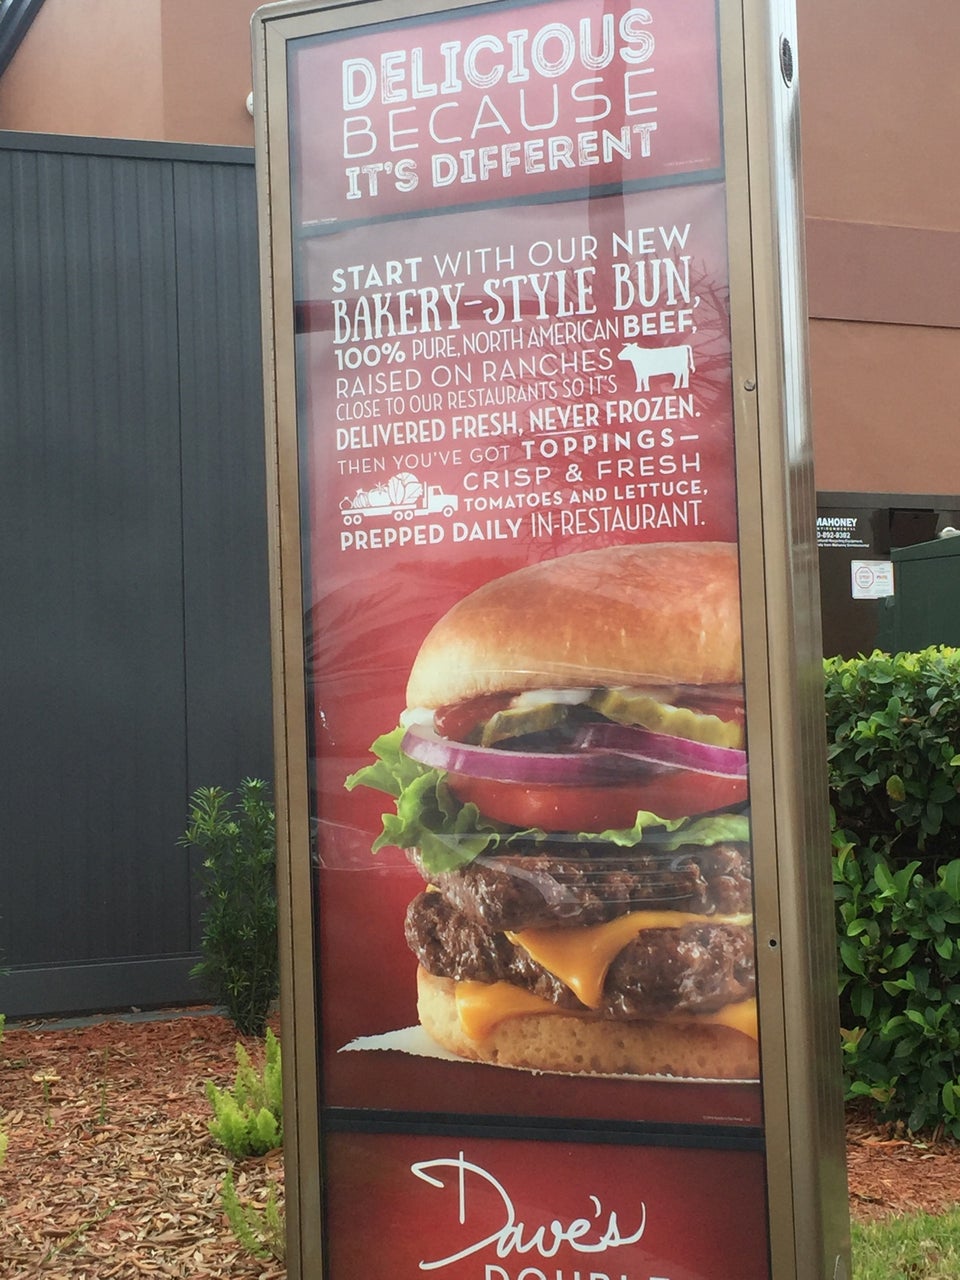 DELICIOUS
BECAUSE
IT'S DIFFERENT
START WITH OUR NEW
BAKERY-STYLE BUN,
100% PURE, NORTH AMERICAN BEEF,
RAISED ON RANCHES
CLOSE TO OUR RESTAURANTS SO IT'S
DELIVERED FRESH, NEVER FROZEN.
THEN YOU'VE GOT TOPPINGS—
CRISP & FRESH
TOMATOES AND LETTUCE,
PREPPED DAILY IN-RESTAURANT.
MAHONEY
Dave's
DOUBLE